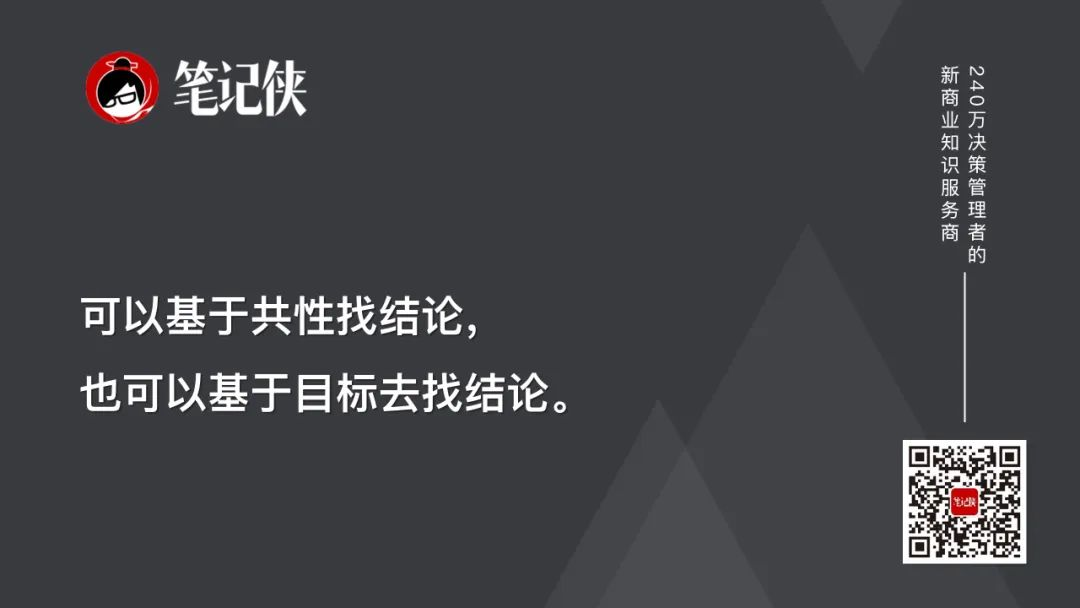 笔记侠
240万决策管理者的
新商业知识服务商
可以基于共性找结论，
也可以基于目标去找结论。
笔记侠